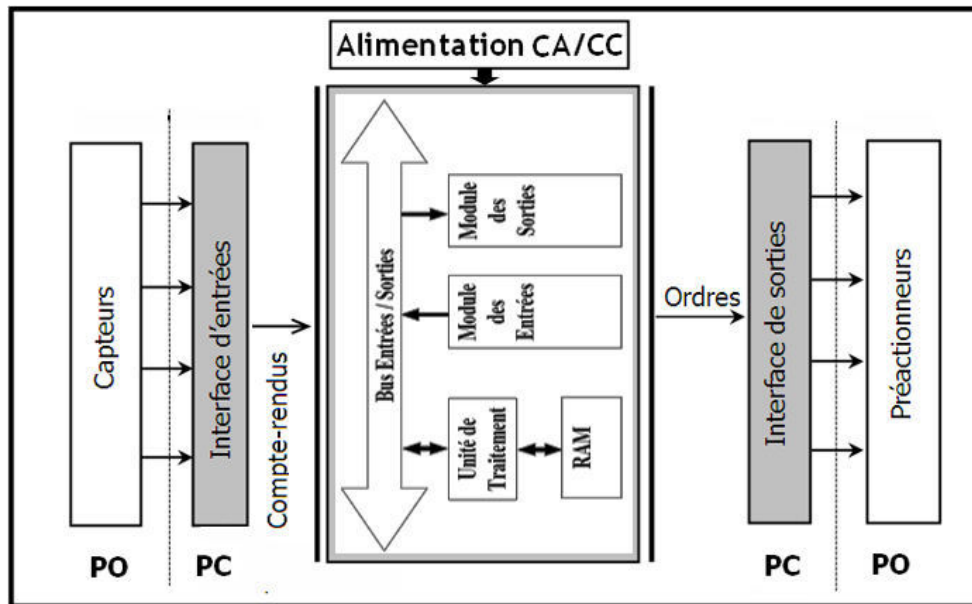 Alimentation CA/CC
Capteurs
Interface d'entrées
Compte-rendus
Bus Entrées / Sorties
Module
des
Sorties
Module
des
Entrées
Unité de
Traitement
RAM
Ordres
Interface de sorties
Préactionneurs
PO
PC
PC
PO